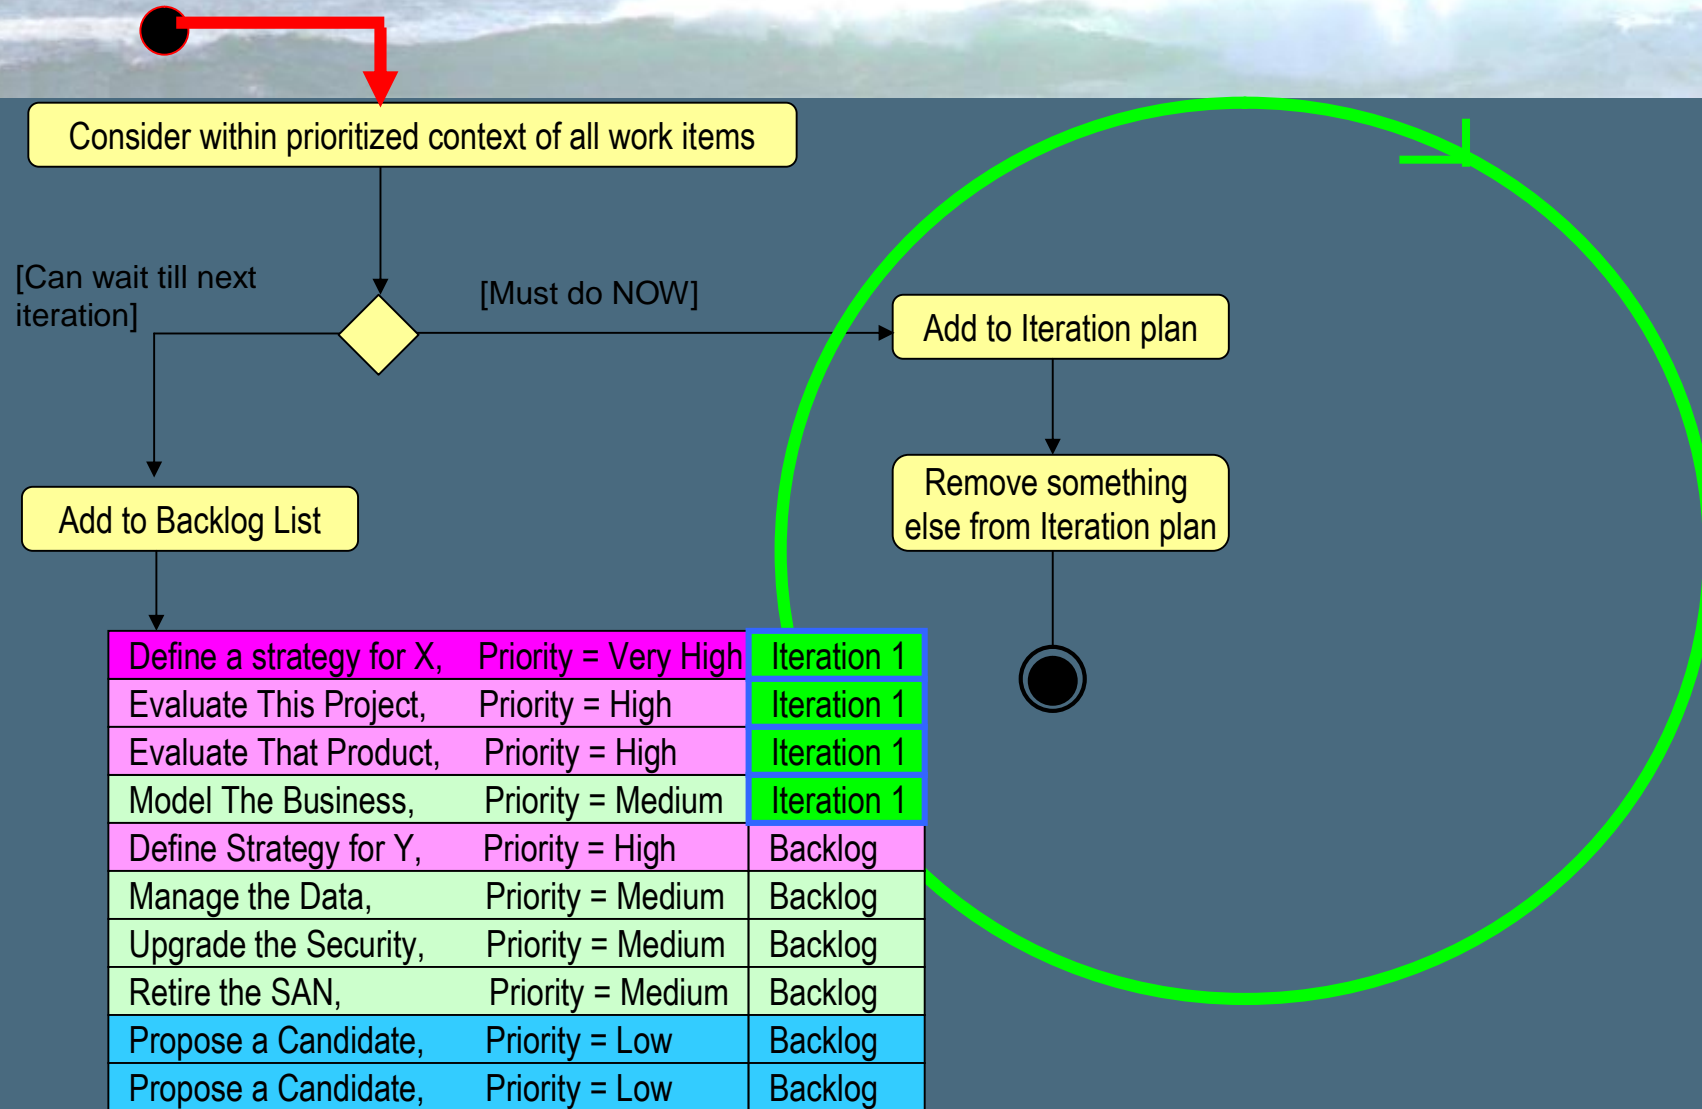 Consider within prioritized context of all work items
[Can wait till next
iteration]
[Must do NOW]
Add to Iteration plan
Remove something
else from Iteration plan
Add to Backlog List
Define a strategy for X, Priority = Very High Iteration 1
Evaluate This Project, Priority = High Iteration 1
Evaluate That Product, Priority = High Iteration 1
Model The Business, Priority = Medium Iteration 1
Define Strategy for Y, Priority = High Backlog
Manage the Data, Priority = Medium Backlog
Upgrade the Security, Priority = Medium Backlog
Retire the SAN, Priority = Medium Backlog
Propose a Candidate, Priority = Low Backlog
Propose a Candidate, Priority = Low Backlog